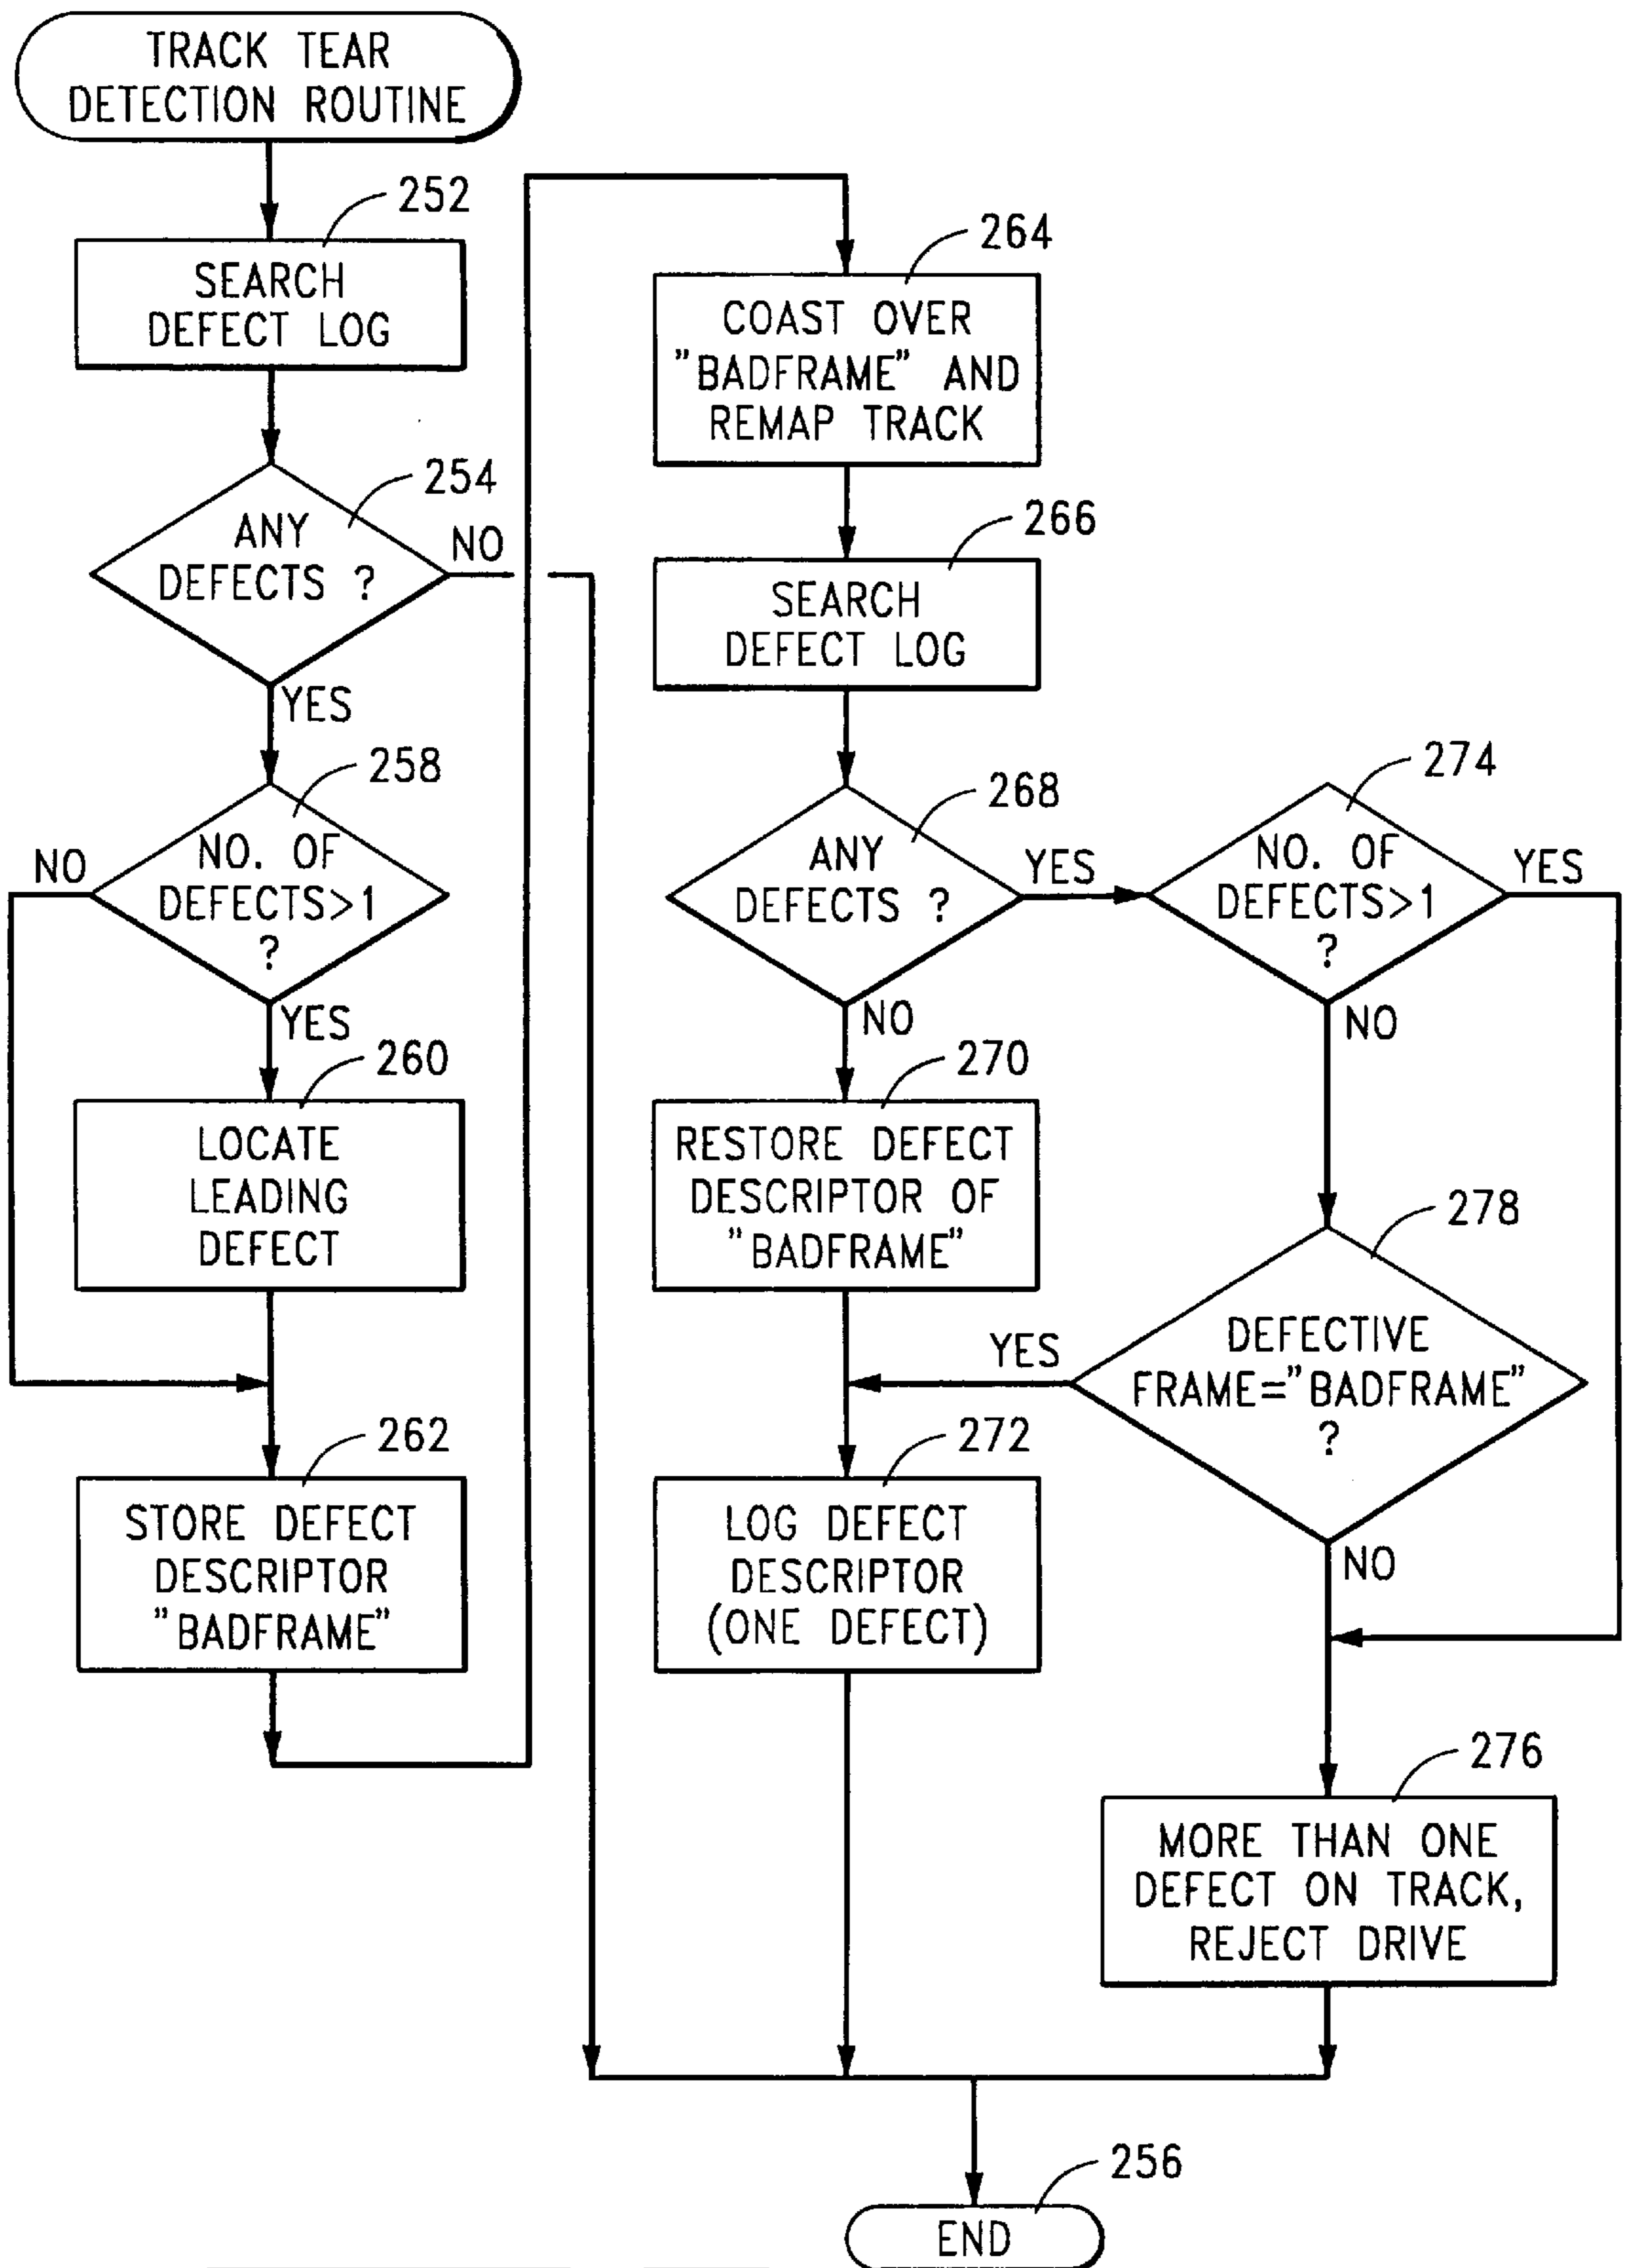 TRACK TEAR
DETECTION ROUTINE
252
SEARCH
DEFECT LOG
254
ANY
DEFECTS ?
NO
YES
258
NO. OF
DEFECTS>1
?
NO
YES
260
LOCATE
LEADING
DEFECT
262
STORE DEFECT
DESCRIPTOR
"BADFRAME"
264
COAST OVER
"BADFRAME" AND
REMAP TRACK
266
SEARCH
DEFECT LOG
268
ANY
DEFECTS ?
YES
NO
270
RESTORE DEFECT
DESCRIPTOR OF
"BADFRAME"
272
LOG DEFECT
DESCRIPTOR
(ONE DEFECT)
274
NO. OF
DEFECTS>1
?
YES
NO
278
DEFECTIVE
FRAME="BADFRAME"
?
YES
NO
276
MORE THAN ONE
DEFECT ON TRACK,
REJECT DRIVE
256
END